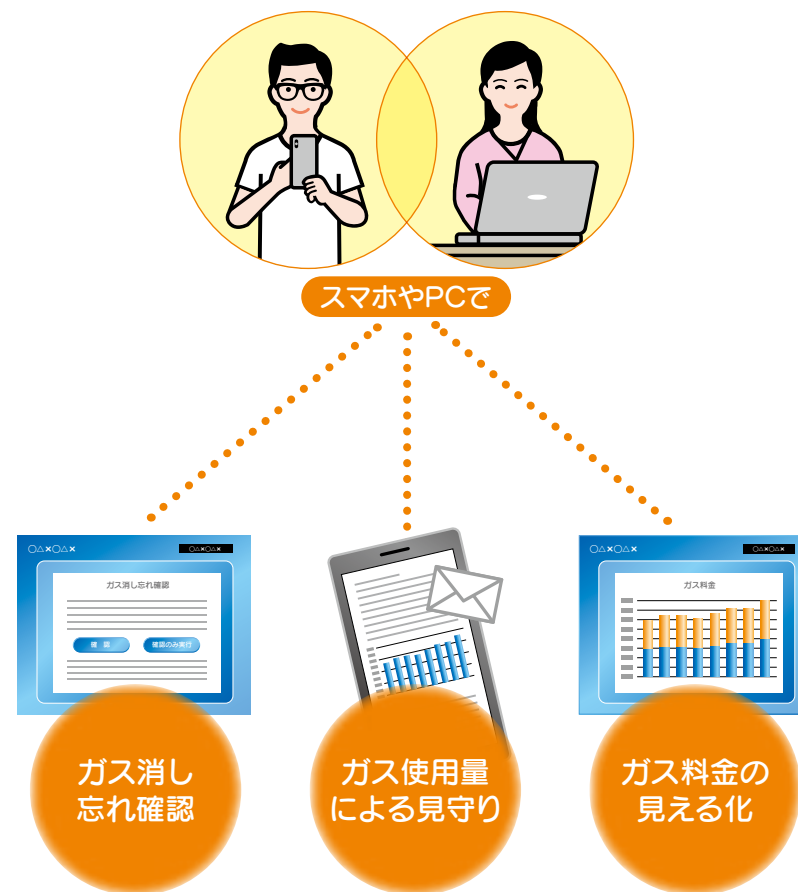 スマホやPCで
○△×○△×
○△×○△×
ガス消し忘れ確認
確 認
確認のみ実行
○△×○△×
○△×○△×
ガス料金
ガス消し
忘れ確認
ガス使用量
による見守り
ガス料金の
見える化